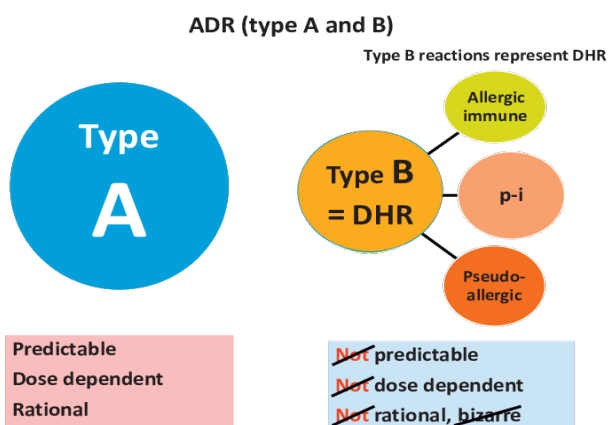 ADR (type A and B)
Type B reactions represent DHR
Type
A
Type B
= DHR
Allergic
immune
p-i
Pseudo-
allergic
Predictable
Dose dependent
Rational
Not predictable
Not dose dependent
Not rational, bizarre